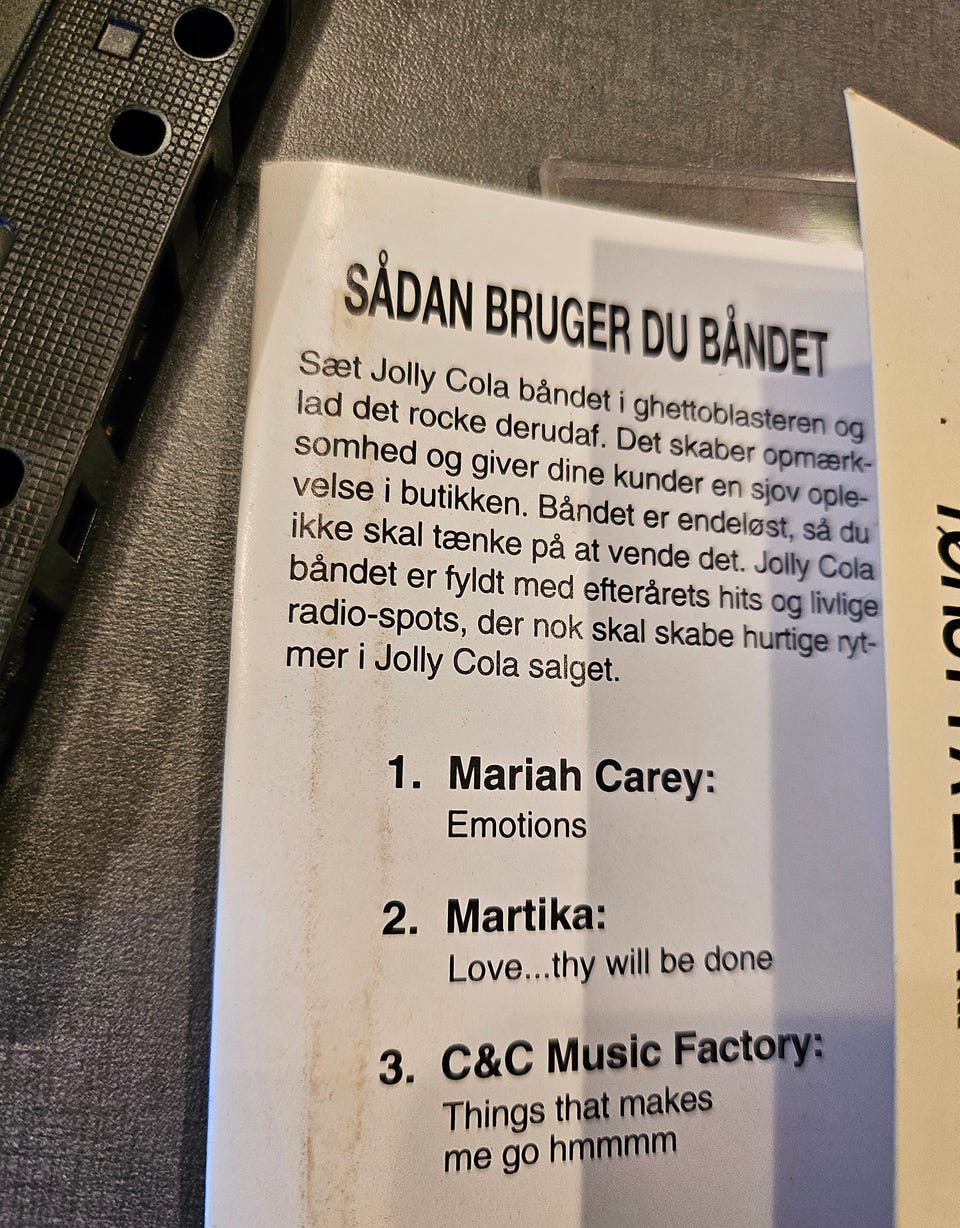 SÅDAN BRUGER DU BÅNDET
Sæt Jolly Cola båndet i ghettoblasteren og
lad det rocke derudaf. Det skaber opmærk-
somhed og giver dine kunder en sjov ople-
velse i butikken. Båndet er endeløst, så du
ikke skal tænke på at vende det. Jolly Cola
båndet er fyldt med efterårets hits og livlige
radio-spots, der nok skal skabe hurtige ryt-
mer i Jolly Cola salget.
1. Mariah Carey:
Emotions
2. Martika:
Love...thy will be done
3. C&C Music Factory:
Things that makes
me go hmmmm